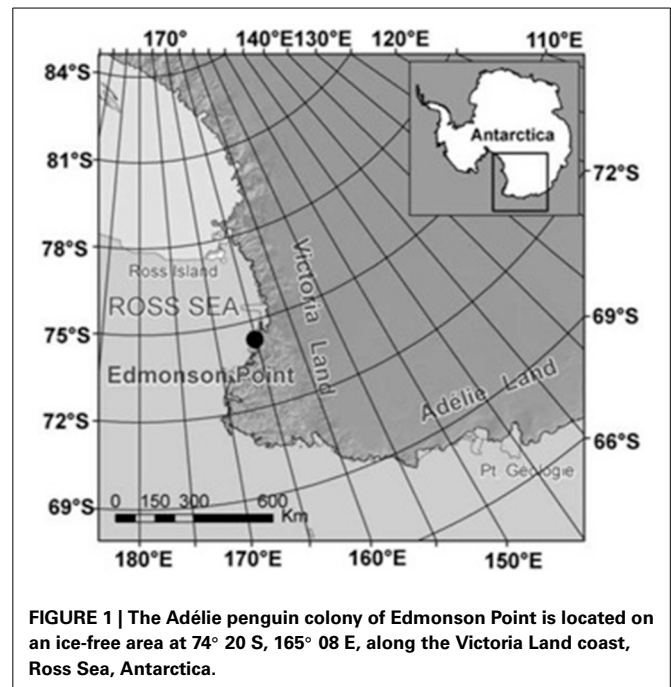 170° 140°E 130°E 120°E 110°E
84°S
81°S
78°S
75°S
72°S
69°S
Antarctica
72°S
69°S
66°S
Victoria Land
Ross Island
ROSS SEA
Edmonson Point
Adélie Land
Pt. Géologie
0 150 300 600
Km
180°E 170°E 160°E 150°E
FIGURE 1 | The Adélie penguin colony of Edmonson Point is located on
an ice-free area at 74° 20 S, 165° 08 E, along the Victoria Land coast,
Ross Sea, Antarctica.